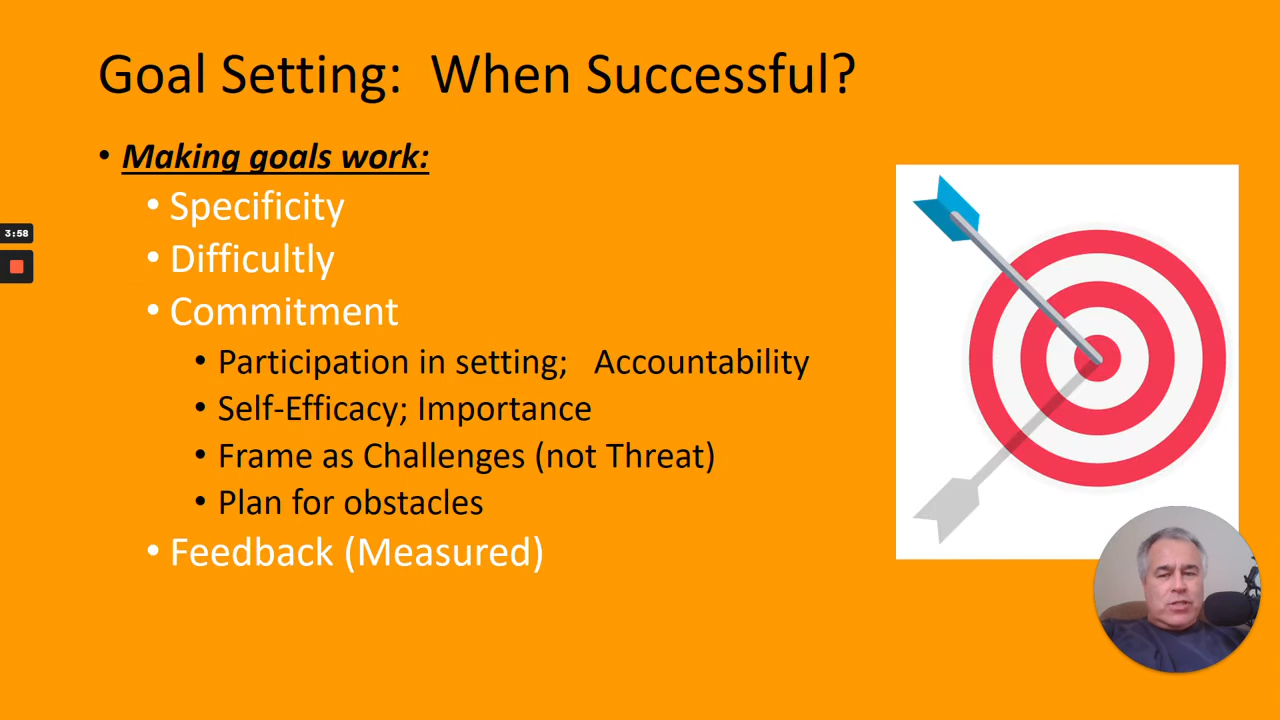 Goal Setting:  When Successful?
• Making goals work:
• Specificity
3:58
• Difficultly
• Commitment
• Participation in setting;   Accountability
• Self-Efficacy; Importance
• Frame as Challenges (not Threat)
• Plan for obstacles
• Feedback (Measured)